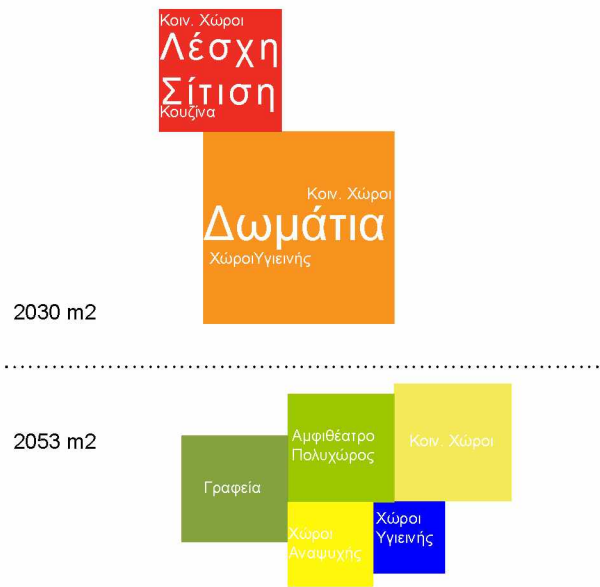 Κοιν. Χώροι
Λέσχη
Σίτιση
Κουζίνα
Κοιν. Χώροι
Δωμάτια
ΧώροιΥγιεινής
2030 m2
2053 m2
Γραφεία
Αμφιθέατρο
Πολυχώρος
Κοιν. Χώροι
Χώροι
Αναψυχής
Χώροι
Υγιεινής